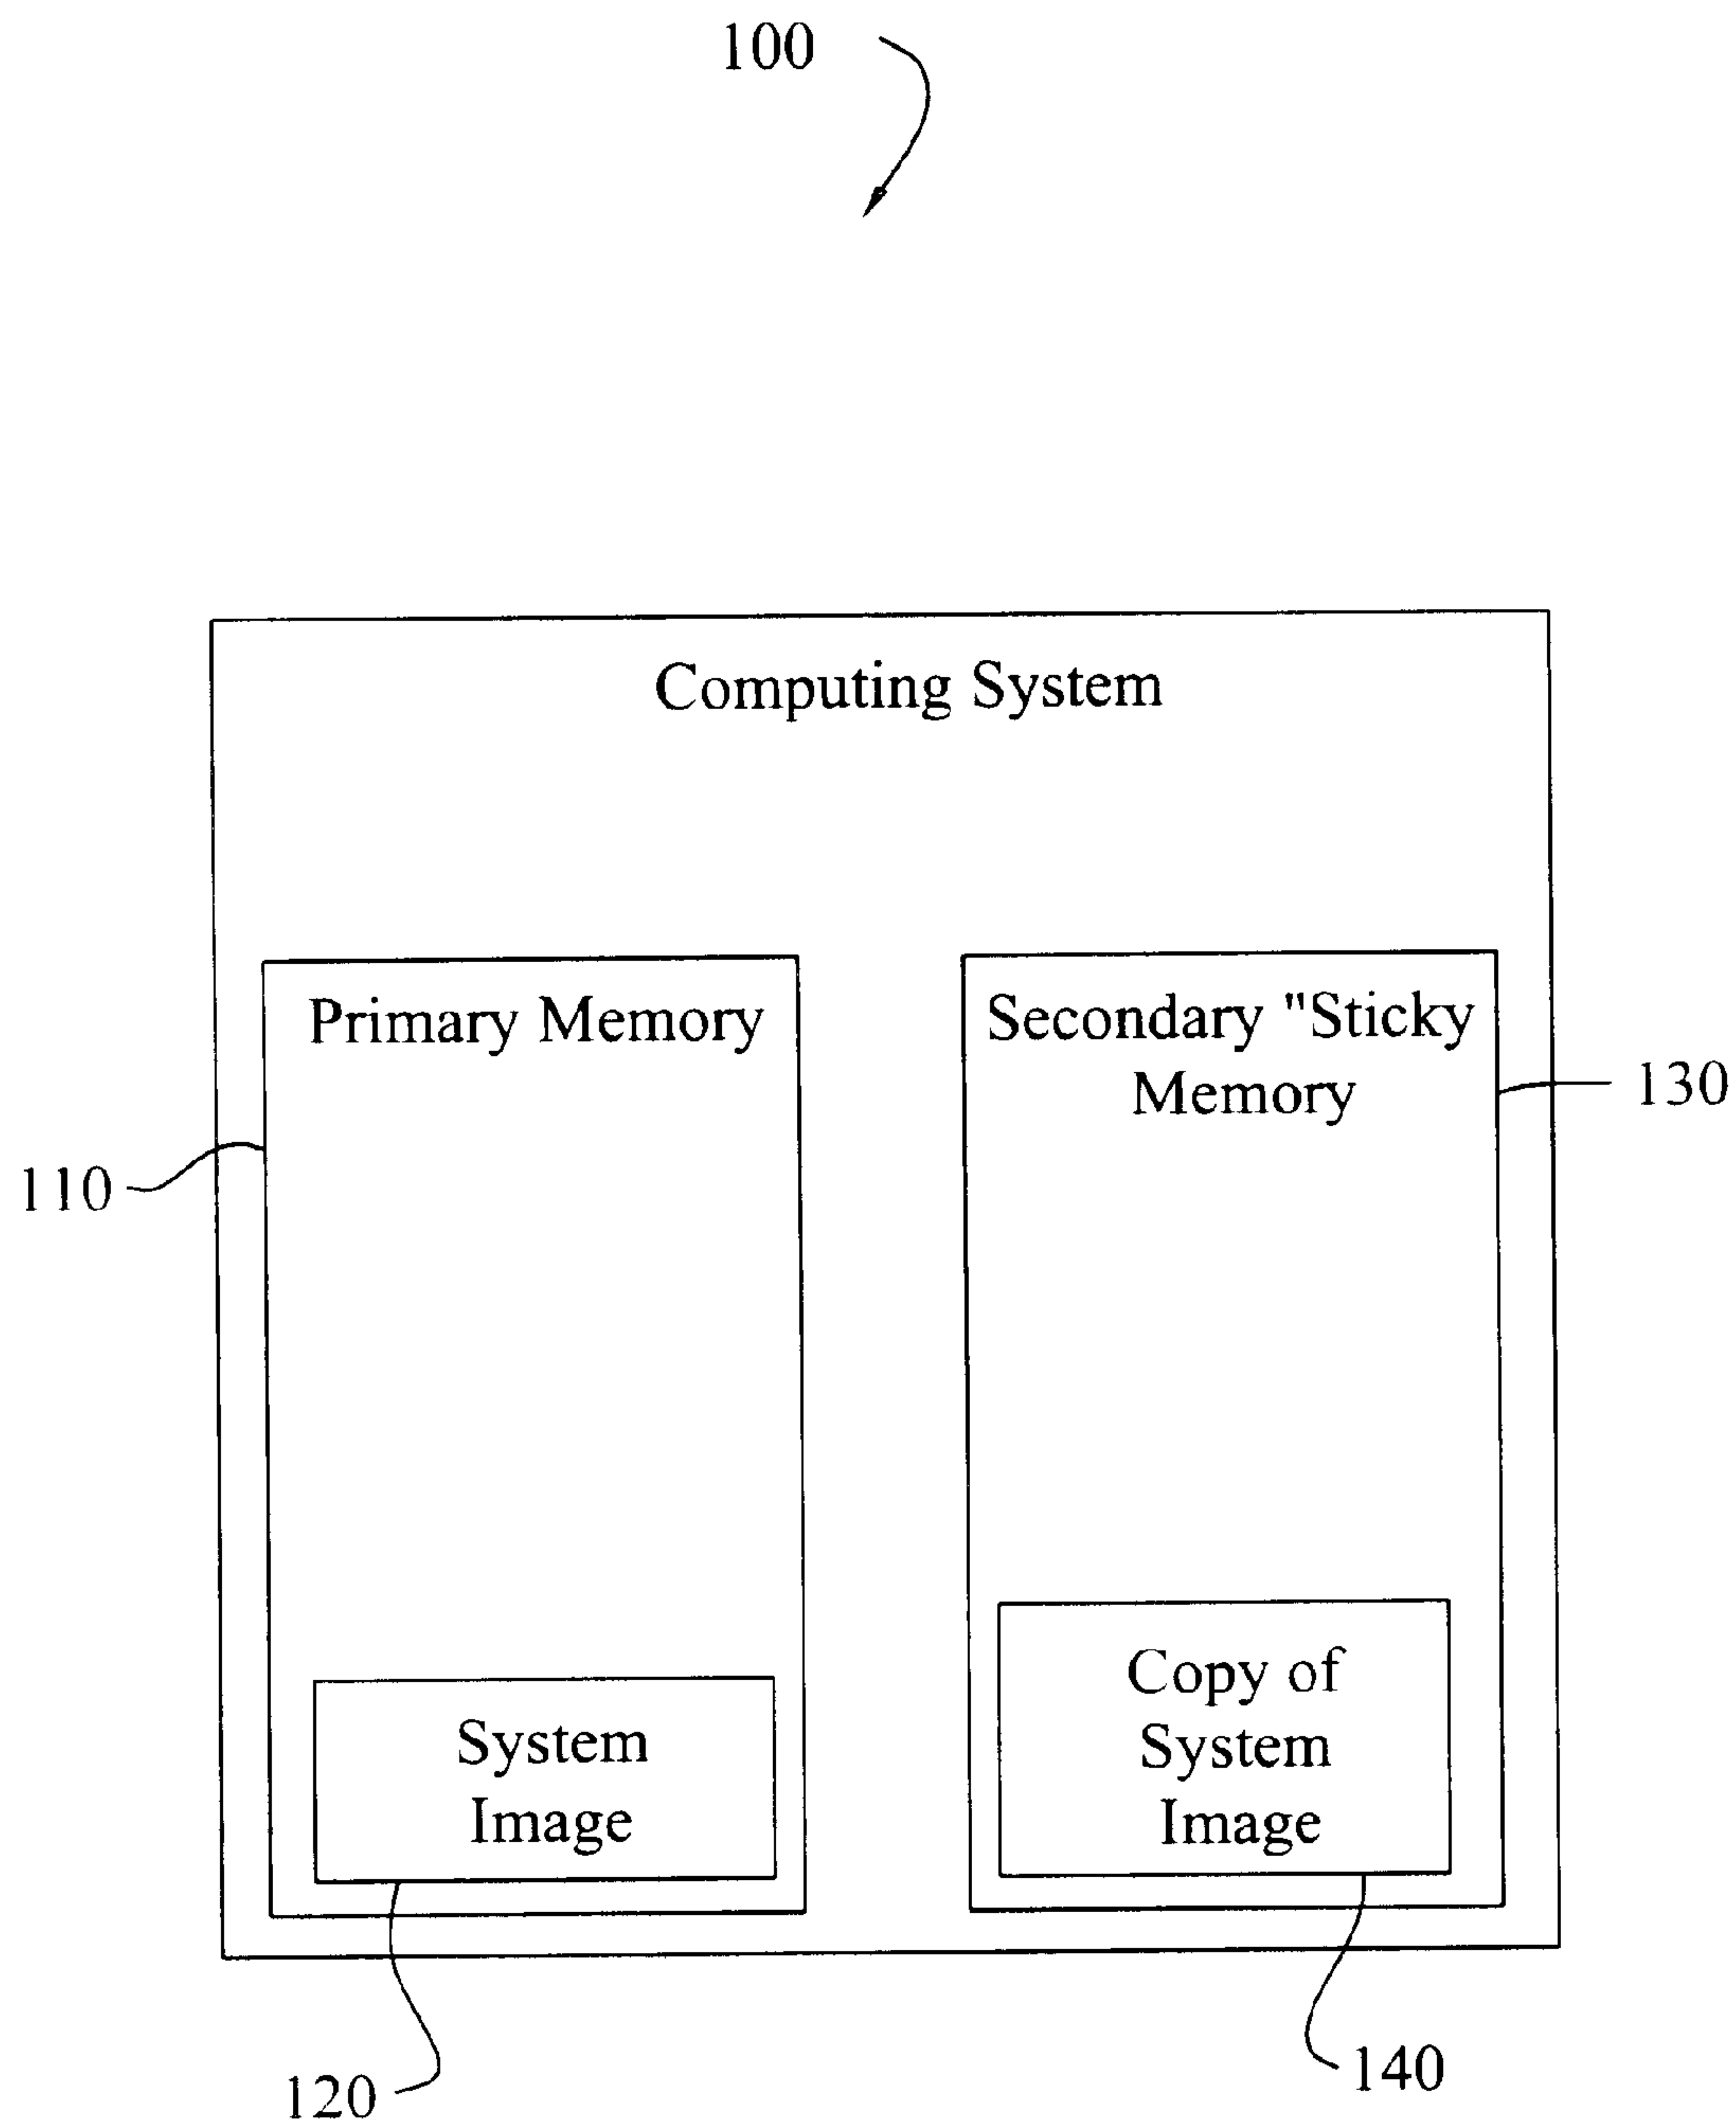 100
Computing System
Primary Memory
Secondary "Sticky
Memory
130
110
System
Image
Copy of
System
Image
120
140